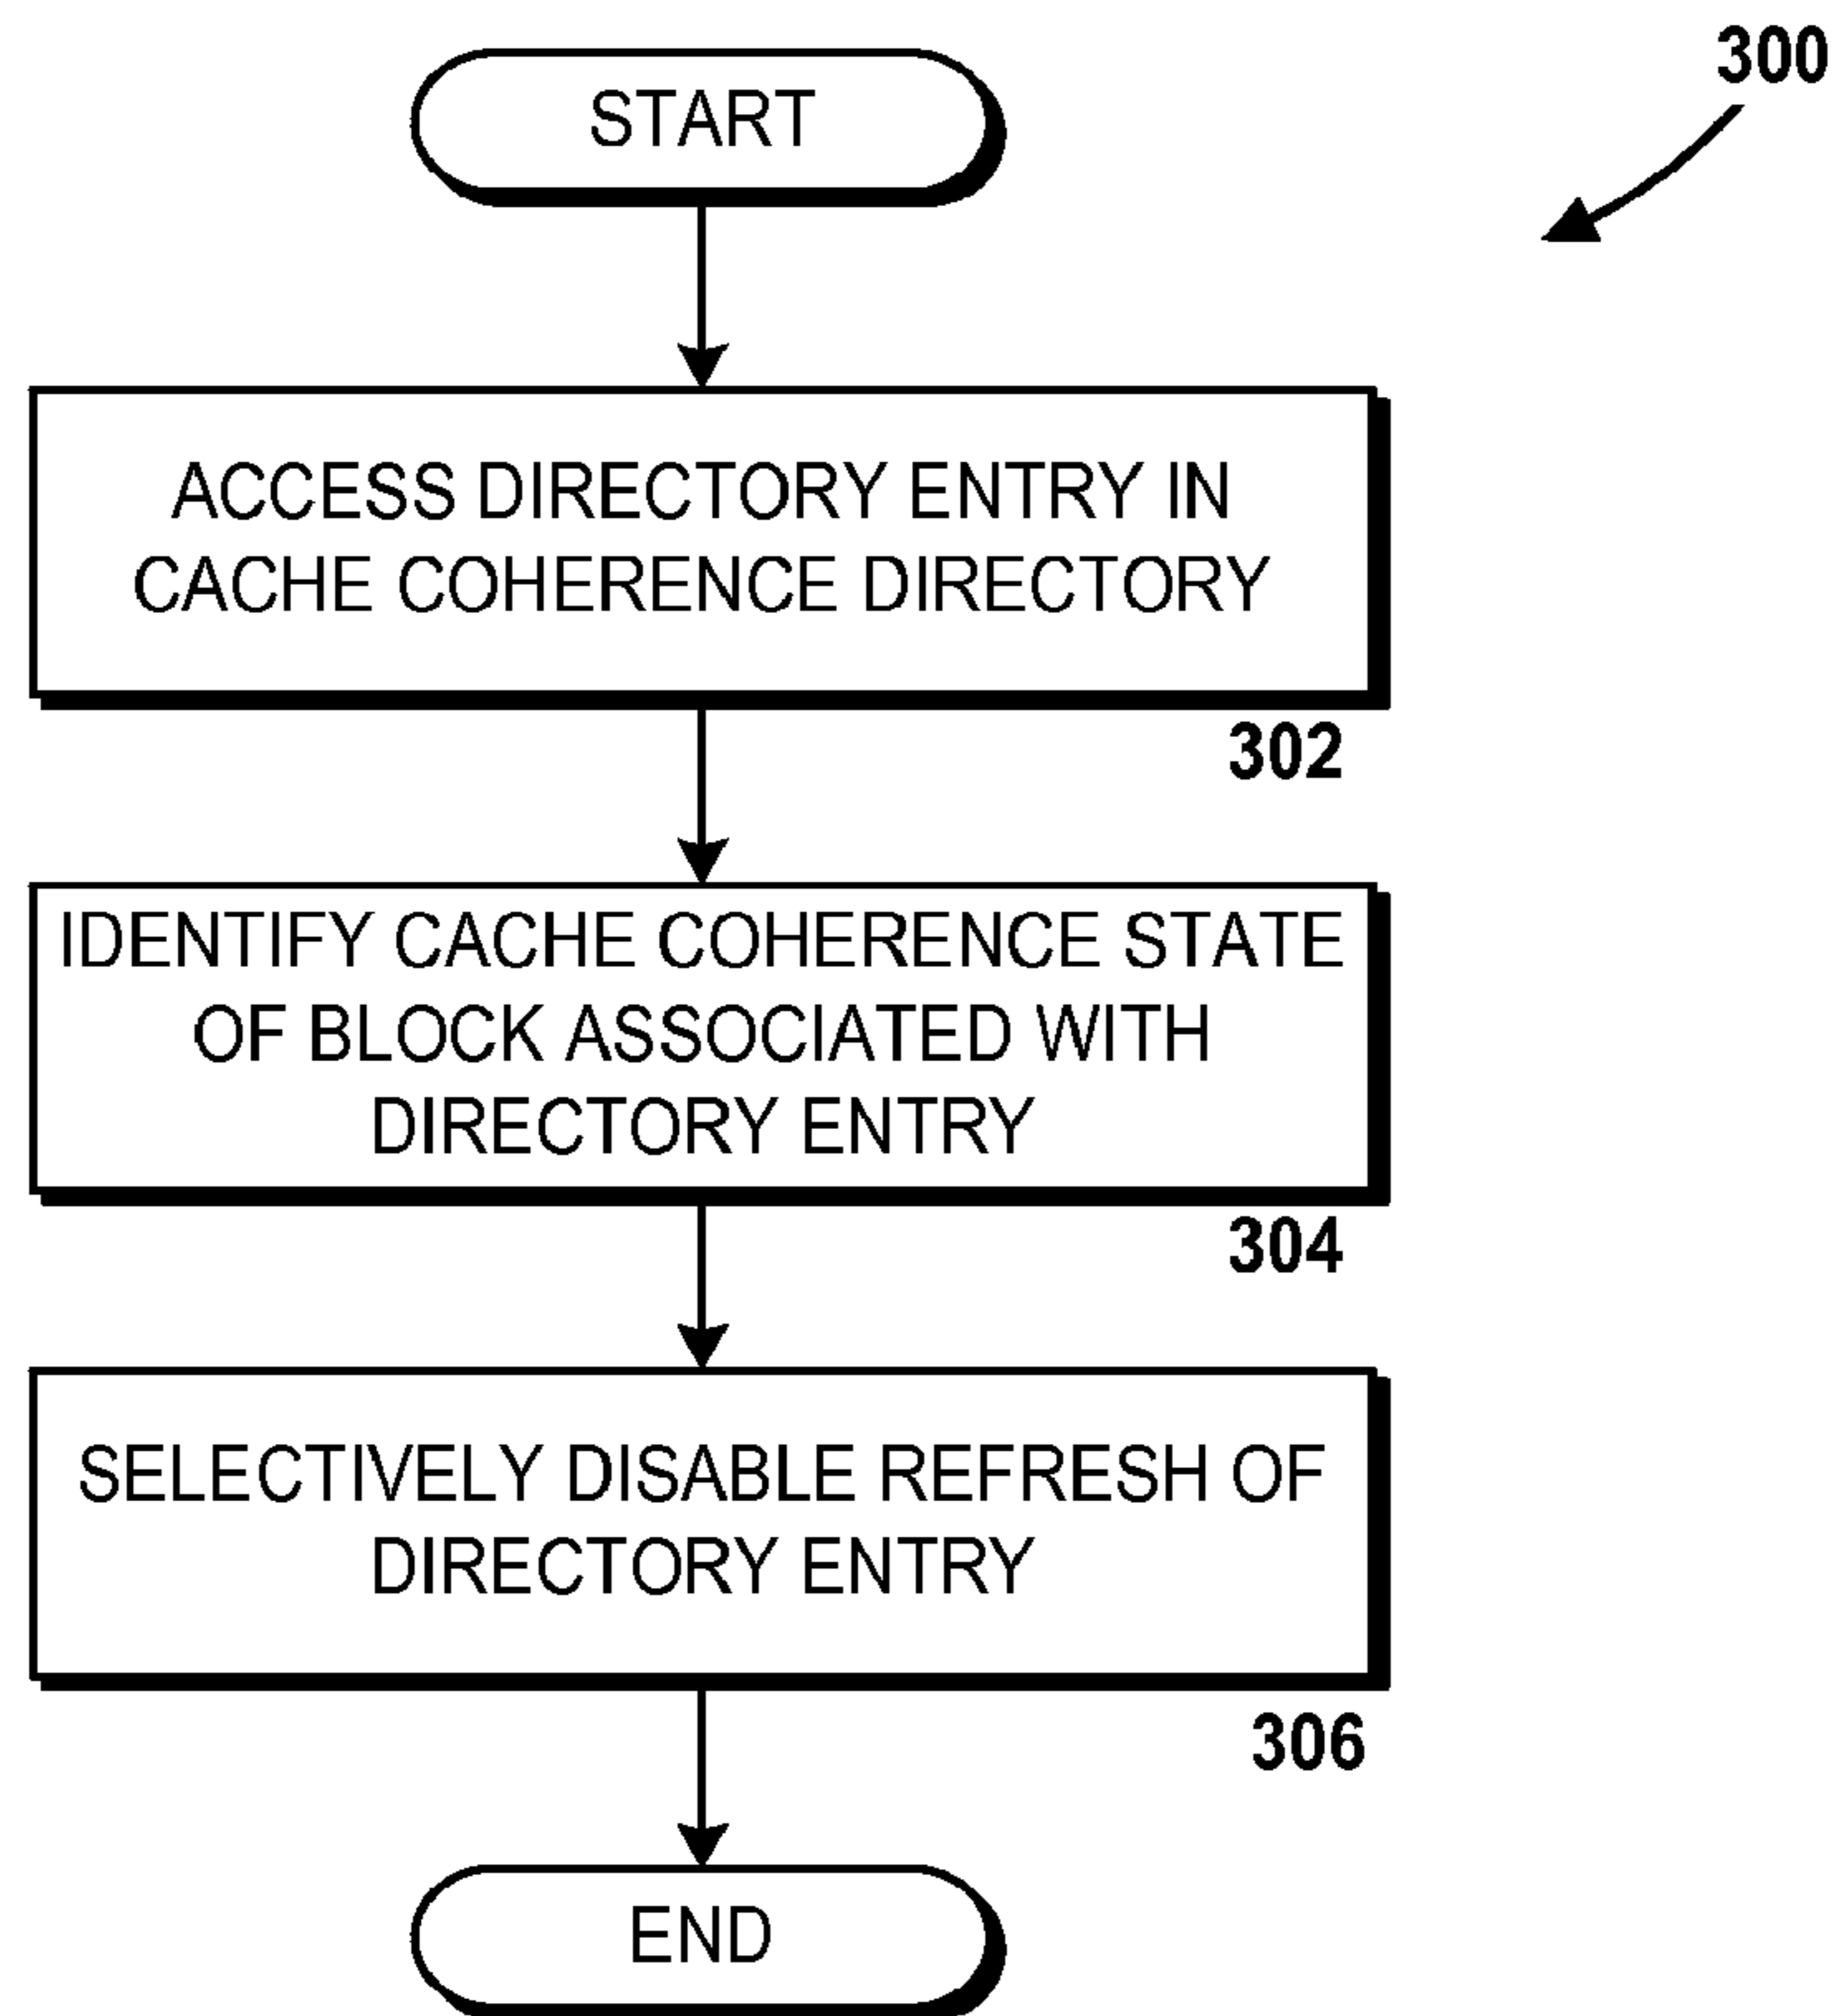 300
START
ACCESS DIRECTORY ENTRY IN
CACHE COHERENCE DIRECTORY
302
IDENTIFY CACHE COHERENCE STATE
OF BLOCK ASSOCIATED WITH
DIRECTORY ENTRY
304
SELECTIVELY DISABLE REFRESH OF
DIRECTORY ENTRY
306
END